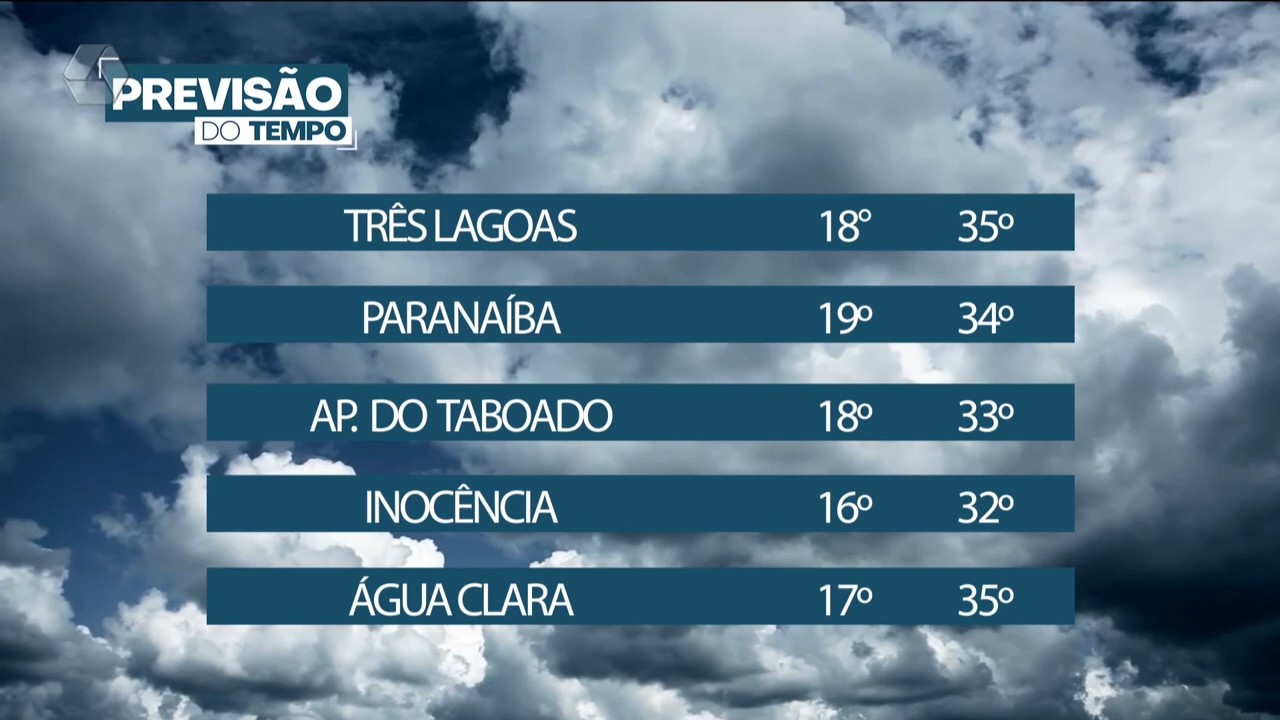 PREVISÃO
DO TEMPO
TRÊS LAGOAS 18° 35º
PARANAÍBA 19º 34º
AP. DO TABOADO 18º 33º
INOCÊNCIA 16º 32º
ÁGUA CLARA 17º 35º